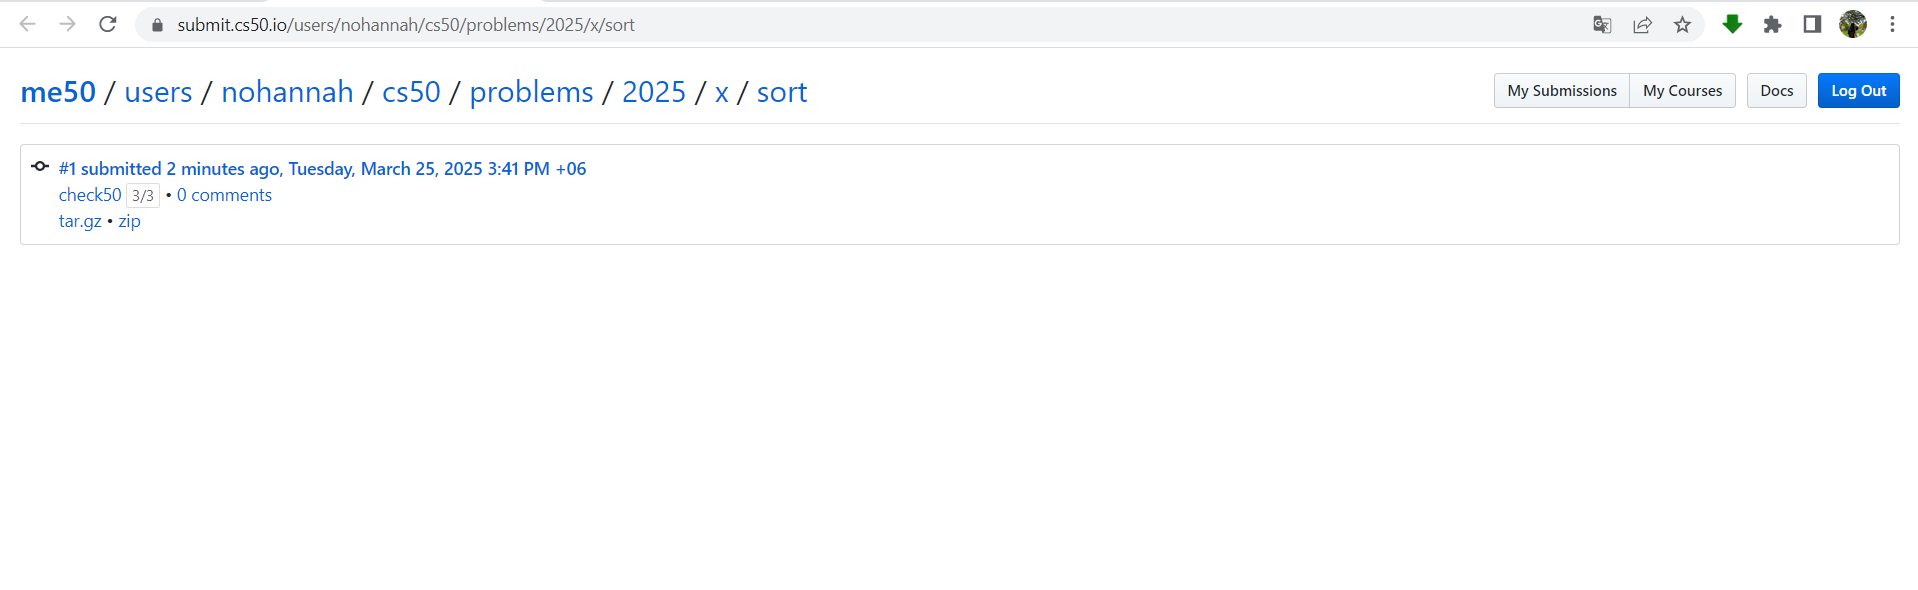 submit.cs50.io/users/nohannah/cs50/problems/2025/x/sort
me50 / users / nohannah / cs50 / problems / 2025 / x / sort
My Submissions
My Courses
Docs
Log Out
#1 submitted 2 minutes ago, Tuesday, March 25, 2025 3:41 PM +06
check50 3/3 • 0 comments
tar.gz • zip